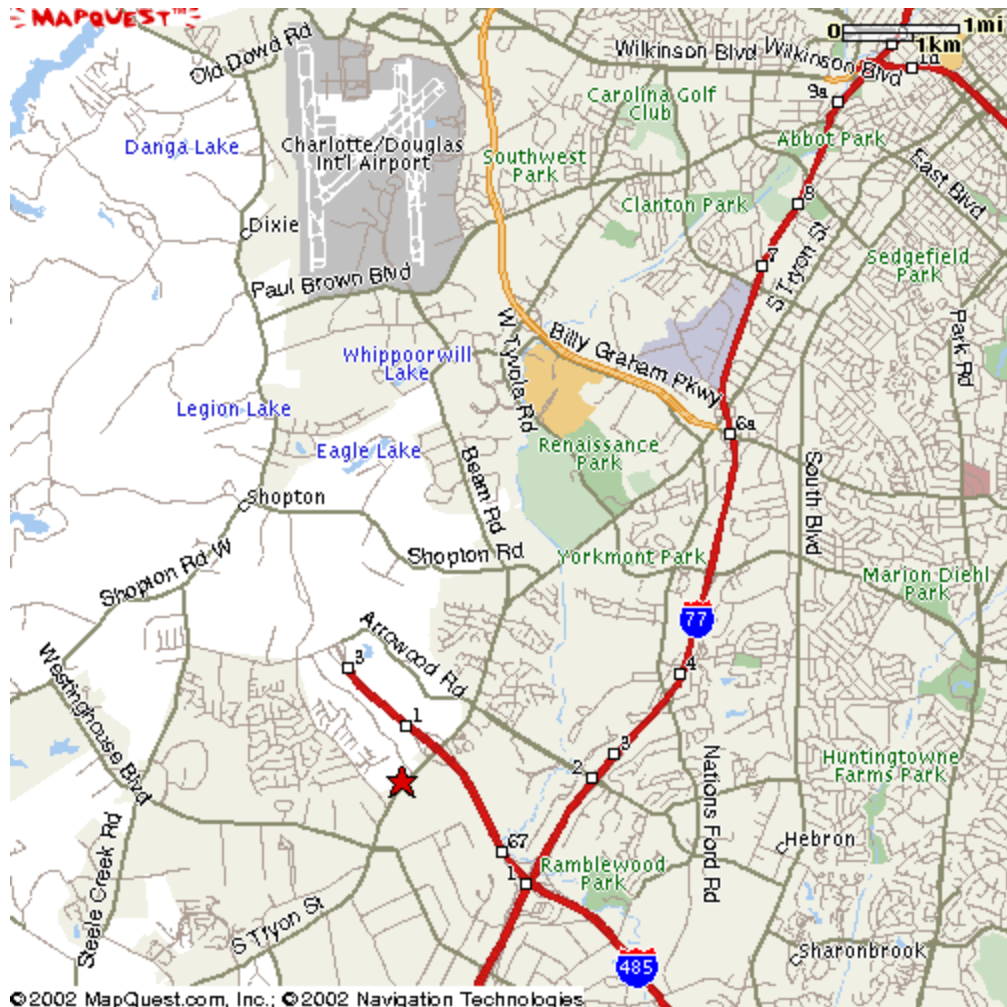 MAPQUEST
0
1mi
1km
Old Dowd Rd
Wilkinson Blvd
Wilkinson Blvd
1d
9a
Carolina Golf
Club
Abbot Park
Danga Lake
Charlotte/Douglas
Int'l Airport
Southwest
Park
East Blvd
8
Clanton Park
Dixie
7
S Tryon St
Sedgefield
Park
Paul Brown Blvd
W Tyvola Rd
Billy Graham Pkwy
Park Rd
Whippoorwill
Lake
Legion Lake
6a
Eagle Lake
Renaissance
Park
Beam Rd
South Blvd
Shopton
Shopton Rd
Yorkmont Park
Shopton Rd W
Marion Diehl
Park
77
Arrowood Rd
3
4
Westinghouse Blvd
1
3
2
Nations Ford Rd
Huntingtowne
Farms Park
Hebron
67
1
Ramblewood
Park
Steele Creek Rd
S Tryon St
Sharonbrook
485
©2002 MapQuest.com, Inc.; ©2002 Navigation Technologies